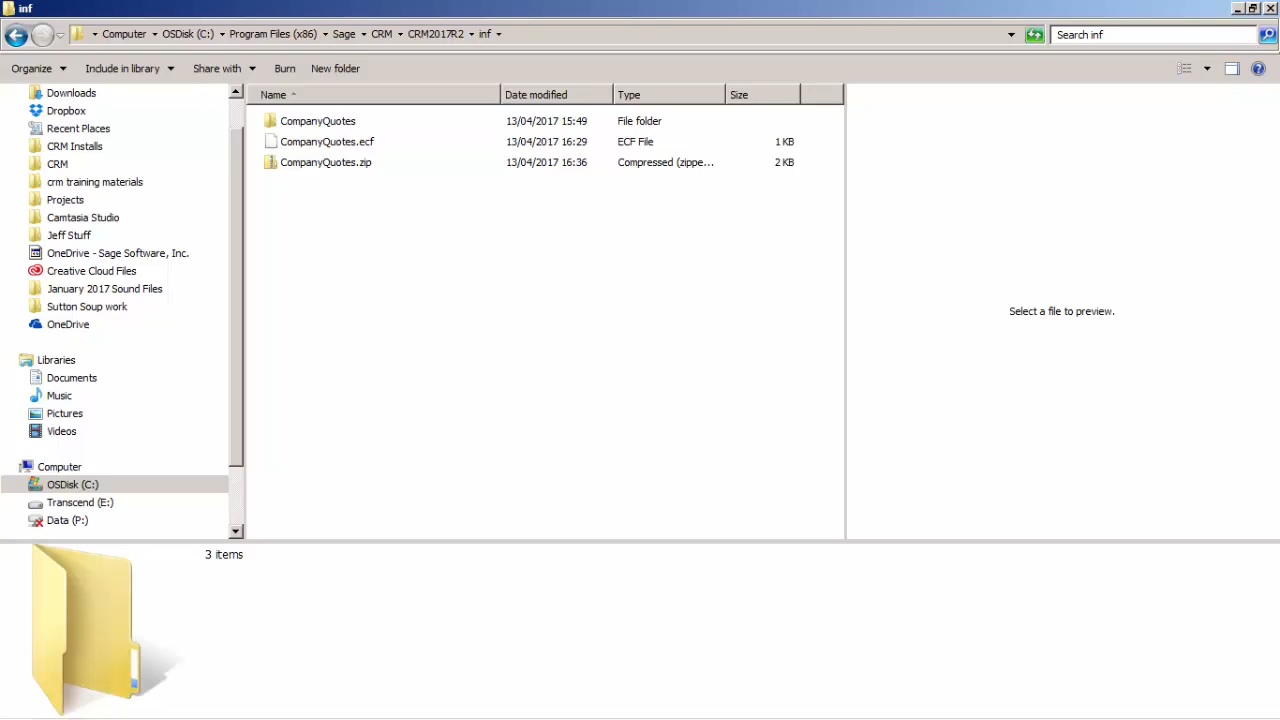 inf
Computer OSDisk (C:) Program Files (x86) Sage CRM CRM2017R2 inf
Search inf
Organize Include in library Share with Burn New folder
Name Date modified Type Size
Downloads
Dropbox
Recent Places
CRM Installs
CRM
crm training materials
Projects
Camtasia Studio
Jeff Stuff
OneDrive - Sage Software, Inc.
Creative Cloud Files
January 2017 Sound Files
Sutton Soup work
OneDrive
Libraries
Documents
Music
Pictures
Videos
Computer
OSDisk (C:)
Transcend (E:)
Data (P:)
CompanyQuotes 13/04/2017 15:49 File folder
CompanyQuotes.ecf 13/04/2017 16:29 ECF File 1 KB
CompanyQuotes.zip 13/04/2017 16:36 Compressed (zippe... 2 KB
Select a file to preview.
3 items